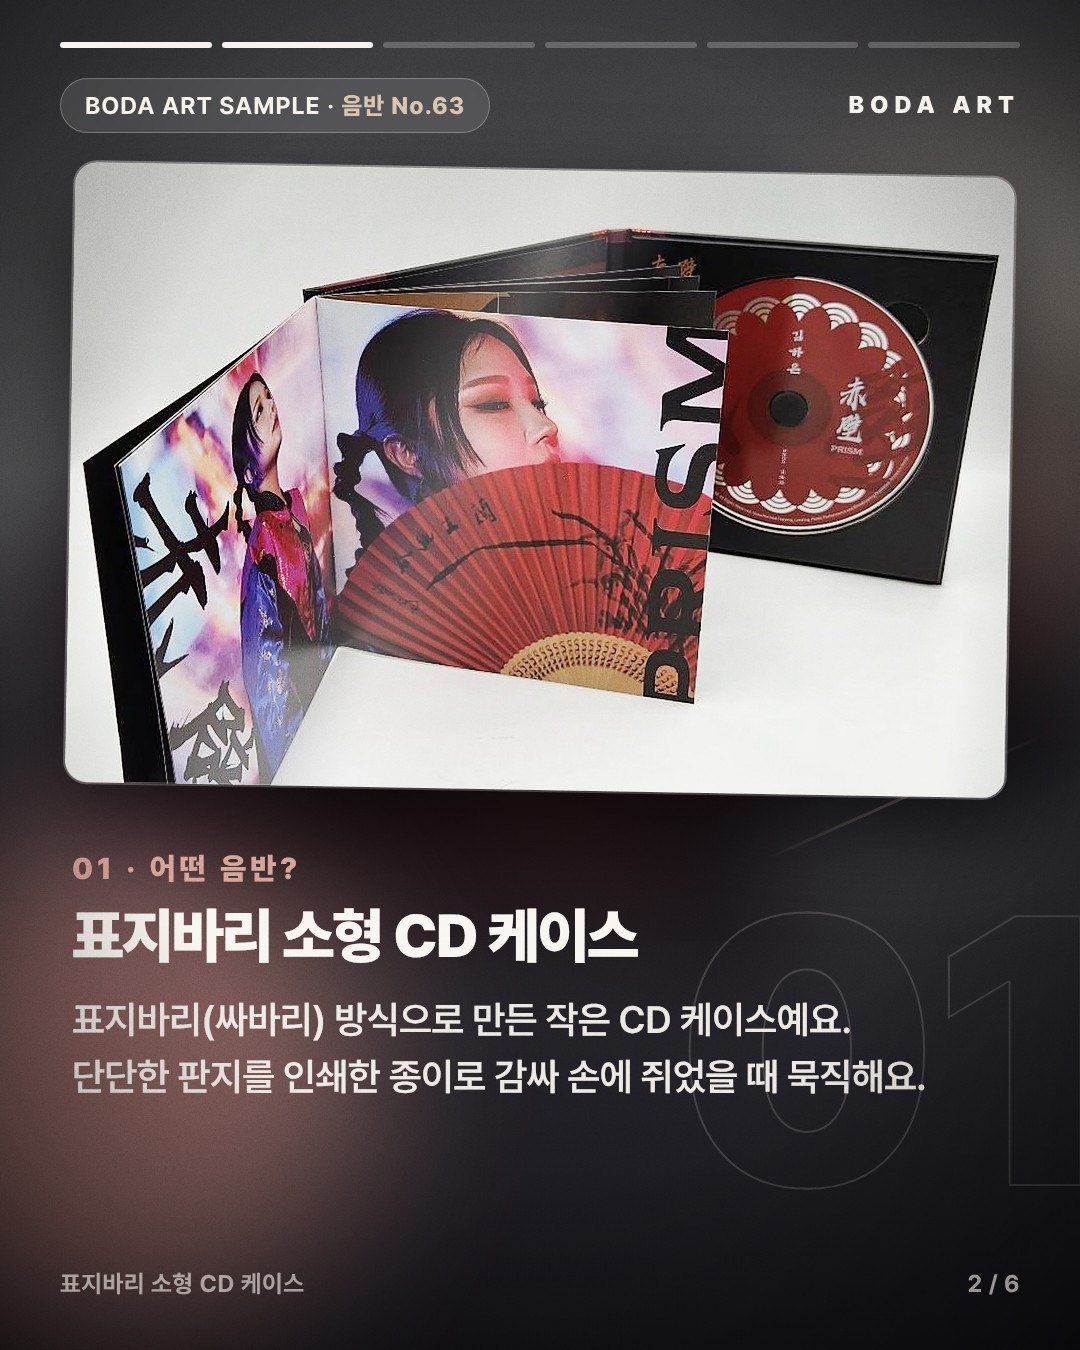 BODA ART SAMPLE · 음반 No.63
BODA ART
赤
壁
PRISM
김하은
赤壁
PRISM
01 · 어떤 음반?
표지바리 소형 CD 케이스
표지바리(싸바리) 방식으로 만든 작은 CD 케이스예요.
단단한 판지를 인쇄한 종이로 감싸 손에 쥐었을 때 묵직해요.
01
표지바리 소형 CD 케이스
2 / 6